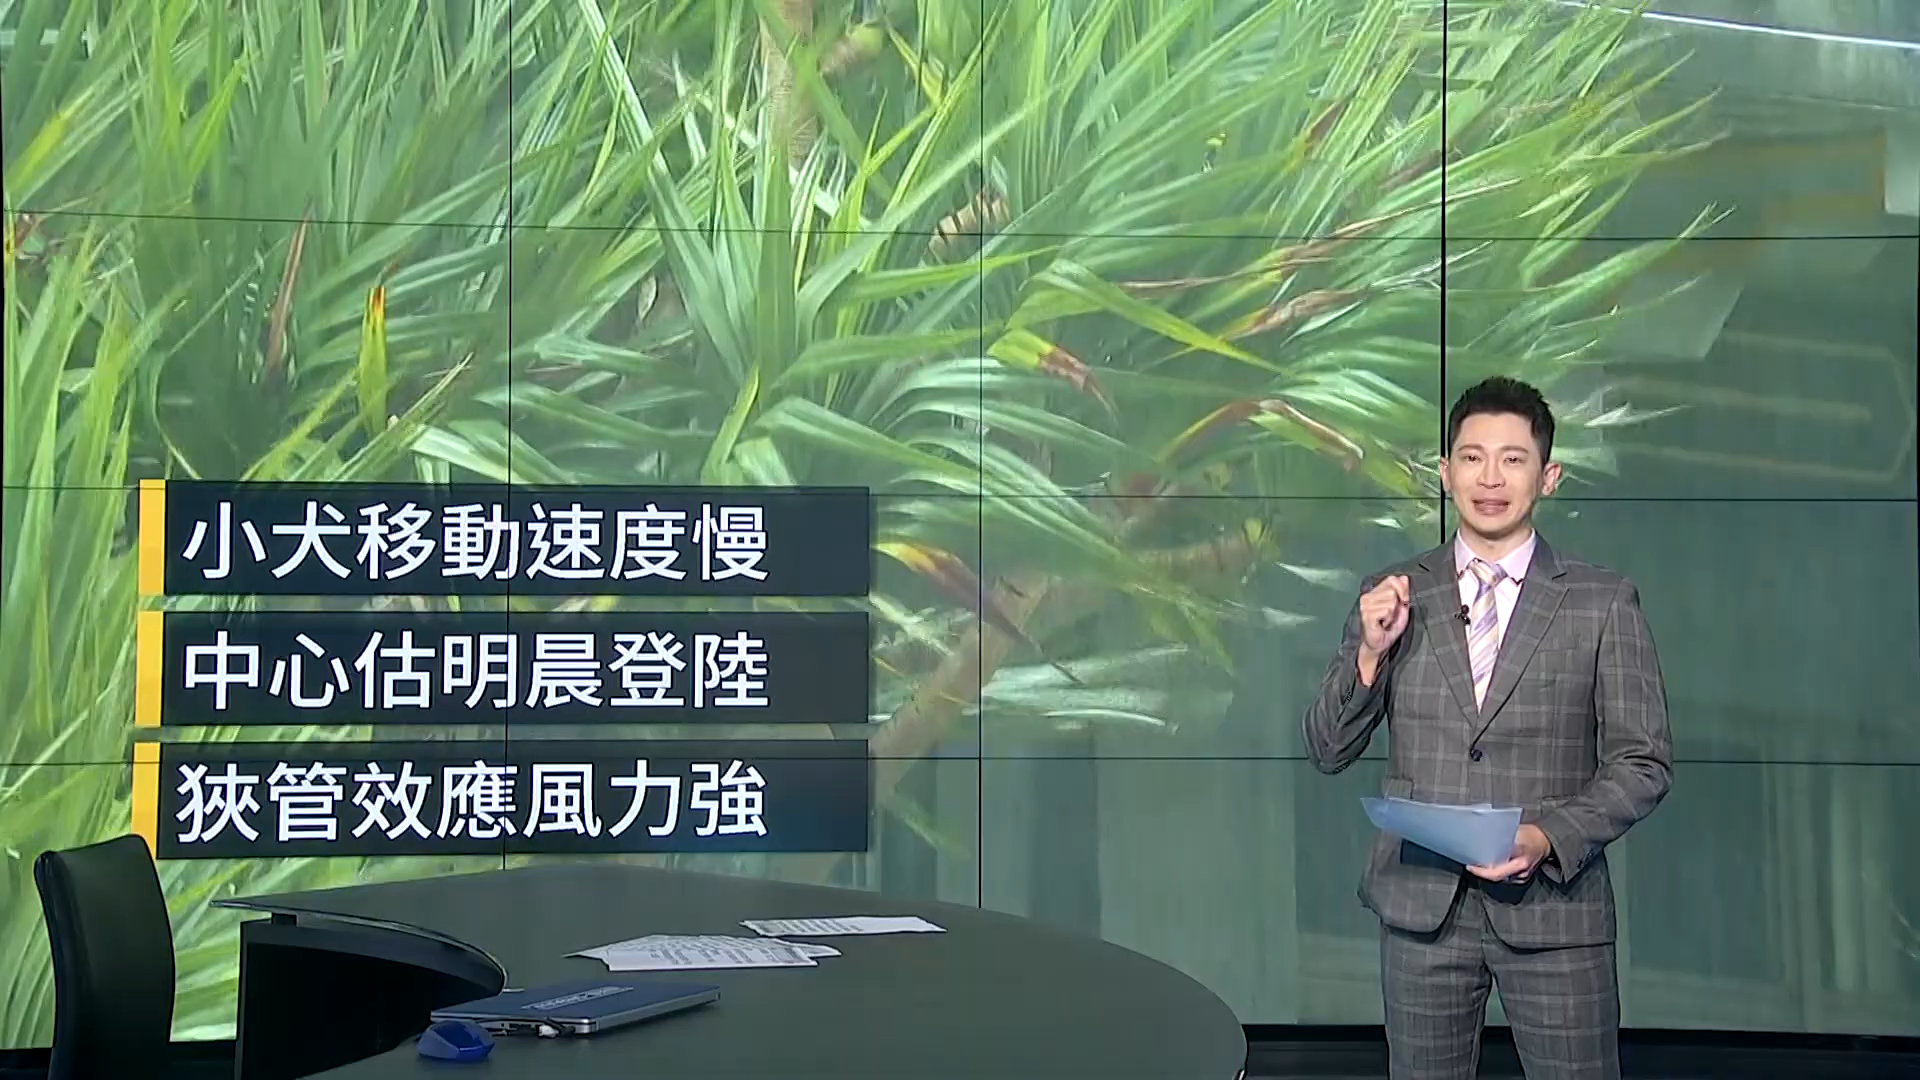 小犬移動速度慢
中心估明晨登陸
狹管效應風力強